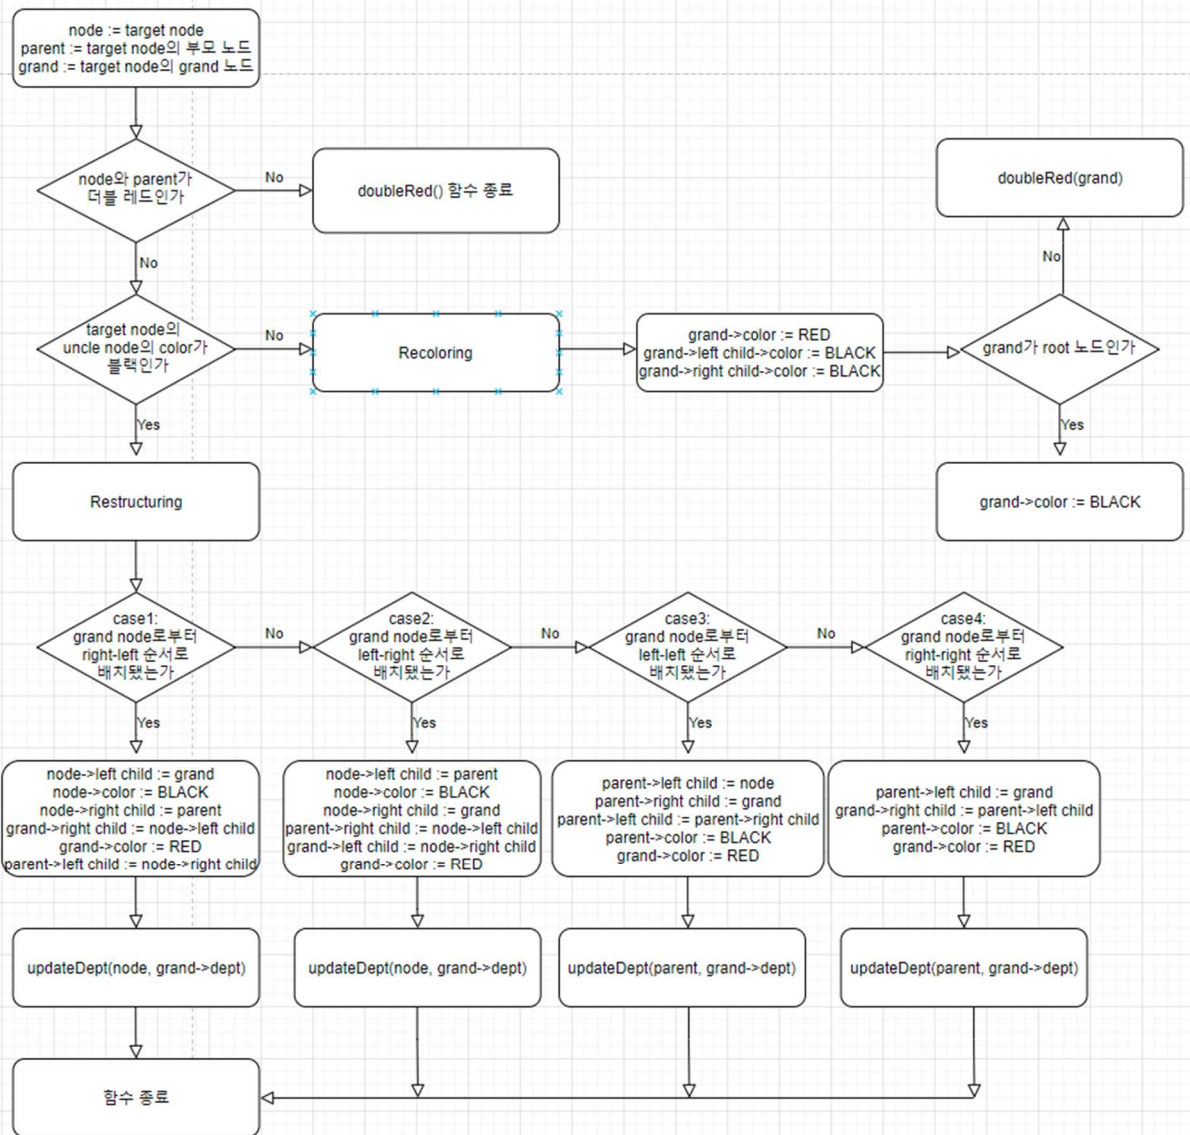 node := target node
parent := target node의 부모 노드
grand := target node의 grand 노드
node와 parent가
더블 레드인가
No
doubleRed() 함수 종료
doubleRed(grand)
No
No
target node의
uncle node의 color가
블랙인가
No
Recoloring
grand->color := RED
grand->left child->color := BLACK
grand->right child->color := BLACK
grand가 root 노드인가
Yes
Yes
Restructuring
grand->color := BLACK
case1:
grand node로부터
right-left 순서로
배치됐는가
No
case2:
grand node로부터
left-right 순서로
배치됐는가
No
case3:
grand node로부터
left-left 순서로
배치됐는가
No
case4:
grand node로부터
right-right 순서로
배치됐는가
Yes
Yes
Yes
Yes
node->left child := grand
node->color := BLACK
node->right child := parent
grand->right child := node->left child
grand->color := RED
parent->left child := node->right child
node->left child := parent
node->color := BLACK
node->right child := grand
parent->right child := node->left child
grand->left child := node->right child
grand->color := RED
parent->left child := node
parent->right child := grand
parent->left child := parent->right child
parent->color := BLACK
grand->color := RED
parent->left child := grand
grand->right child := parent->left child
parent->color := BLACK
grand->color := RED
updateDept(node, grand->dept)
updateDept(node, grand->dept)
updateDept(parent, grand->dept)
updateDept(parent, grand->dept)
함수 종료